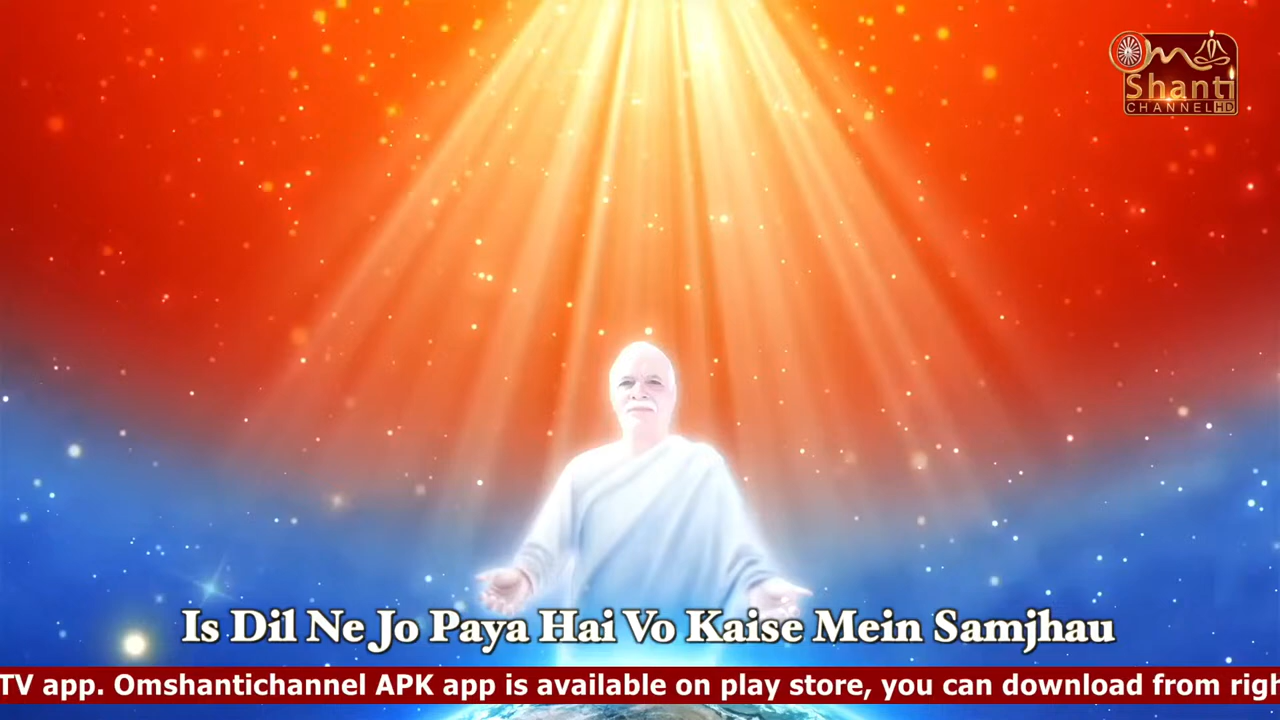 Om
Shanti
CHANNEL HD
Is Dil Ne Jo Paya Hai Vo Kaise Mein Samjhau
TV app. Omshantichannel APK app is available on play store, you can download from righ